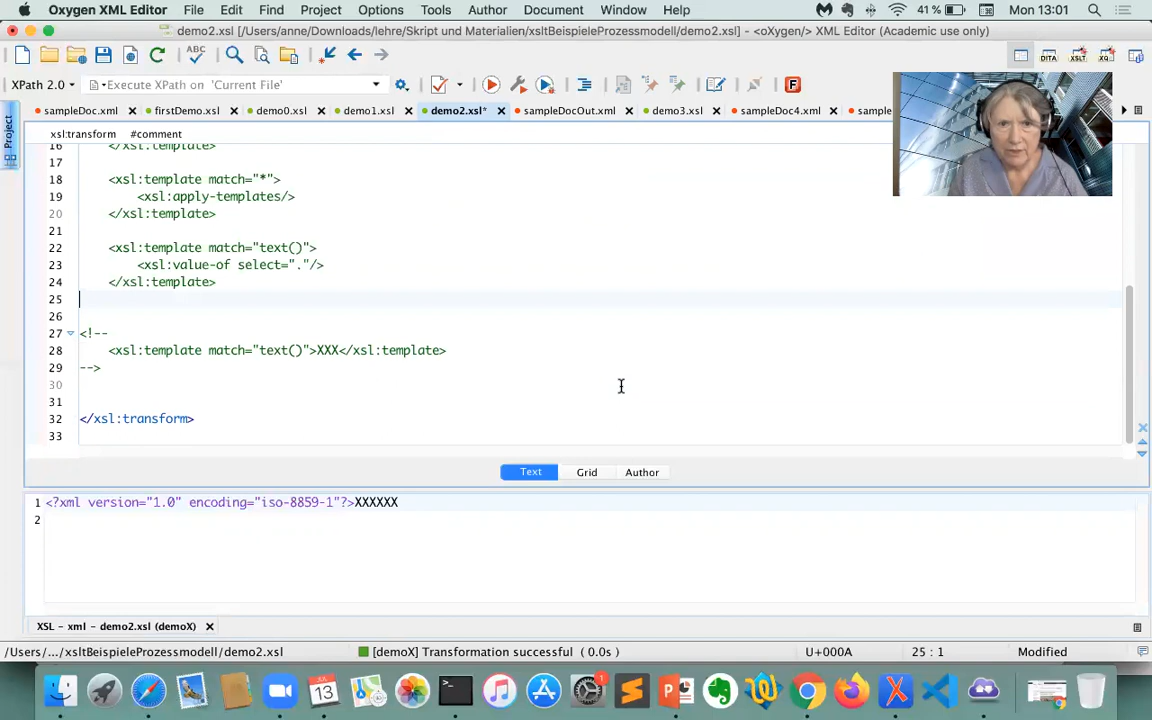 Oxygen XML Editor File Edit Find Project Options Tools Author Document Window Help 41 % Mon 13:01
demo2.xsl [/Users/anne/Downloads/lehre/Skript und Materialien/xsltBeispieleProzessmodell/demo2.xsl] - <oXygen/> XML Editor (Academic use only)
XPath 2.0 Execute XPath on 'Current File'
sampleDoc.xml firstDemo.xsl demo0.xsl demo1.xsl demo2.xsl* sampleDocOut.xml demo3.xsl sampleDoc4.xml sample
Project
xsl:transform #comment
16 </xsl:template>
17
18 <xsl:template match="*">
19 <xsl:apply-templates/>
20 </xsl:template>
21
22 <xsl:template match="text()">
23 <xsl:value-of select="."/>
24 </xsl:template>
25
26
27 <!--
28 <xsl:template match="text()">XXX</xsl:template>
29 -->
30
31
32 </xsl:transform>
33
Text Grid Author
1 <?xml version="1.0" encoding="iso-8859-1"?>XXXXXX
2
XSL - xml - demo2.xsl (demoX)
/Users/.../xsltBeispieleProzessmodell/demo2.xsl [demoX] Transformation successful ( 0.0s) U+000A 25 : 1 Modified
13